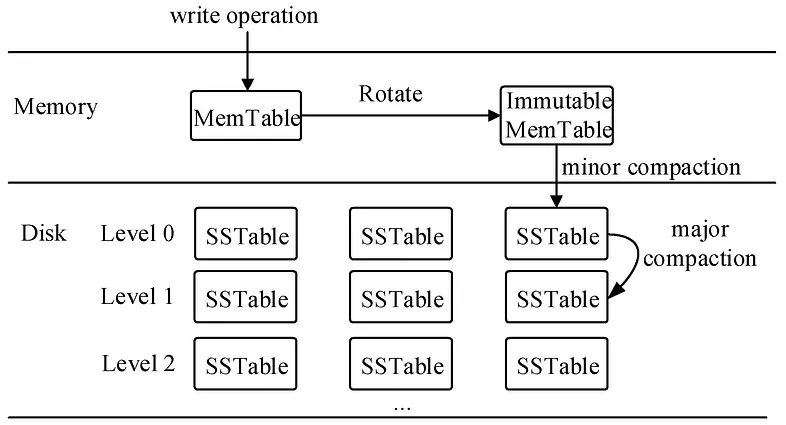 write operation
Memory
MemTable
Rotate
Immutable
MemTable
minor compaction
Disk
Level 0
SSTable
SSTable
SSTable
major
compaction
Level 1
SSTable
SSTable
SSTable
Level 2
SSTable
SSTable
SSTable
...